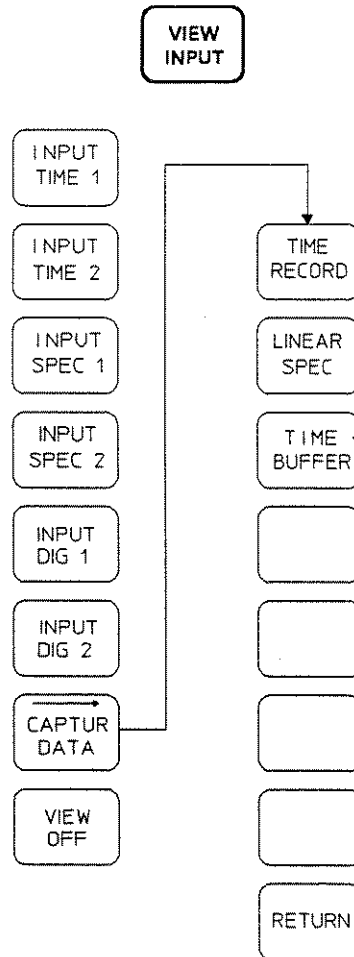 VIEW
INPUT
INPUT
TIME 1
INPUT
TIME 2
INPUT
SPEC 1
INPUT
SPEC 2
INPUT
DIG 1
INPUT
DIG 2
CAPTUR
DATA
VIEW
OFF
TIME
RECORD
LINEAR
SPEC
TIME
BUFFER
RETURN